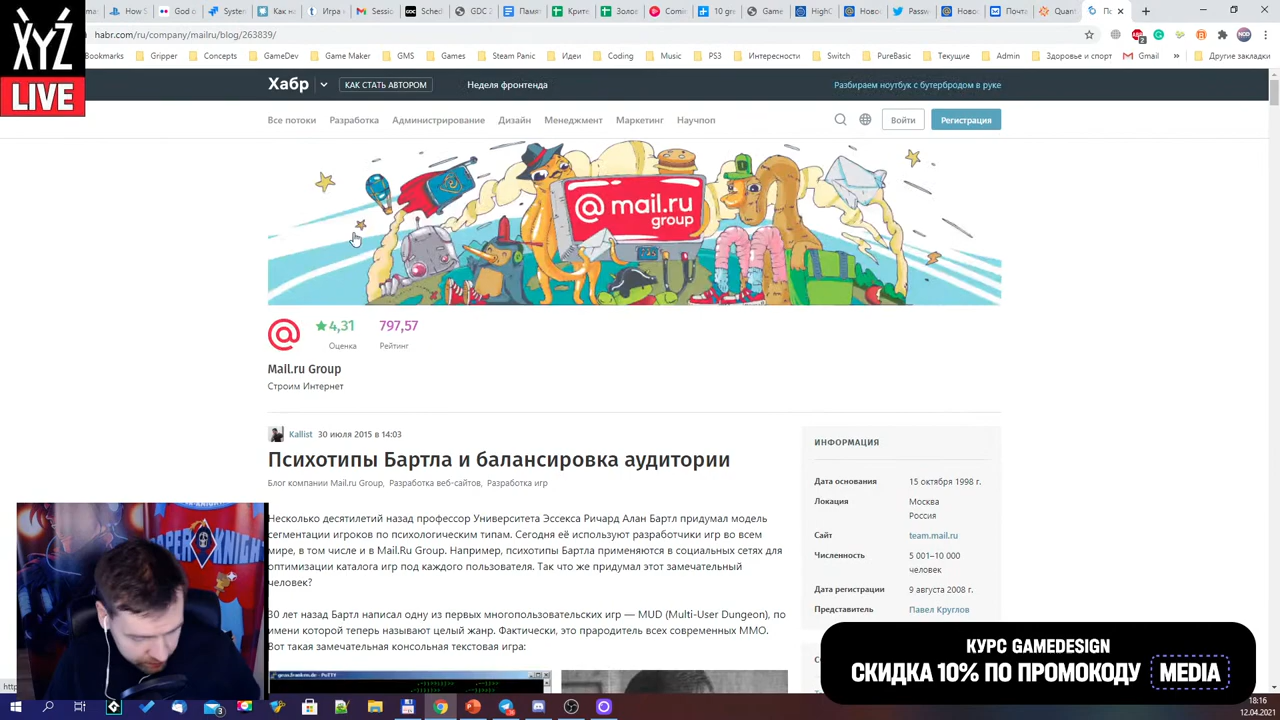 XYZ
LIVE
habr.com/ru/company/mailru/blog/263839/
Bookmarks
Gripper
Concepts
GameDev
Game Maker
GMS
Games
Steam Panic
Идеи
Coding
Music
PS3
Интересности
Switch
PureBasic
Текущие
Admin
Здоровье и спорт
Gmail
»
Другие закладки
Хабр
КАК СТАТЬ АВТОРОМ
Неделя фронтенда
Разбираем ноутбук с бутербродом в руке
Все потоки
Разработка
Администрирование
Дизайн
Менеджмент
Маркетинг
Научпоп
Войти
Регистрация
@ mail.ru
group
4,31
797,57
Оценка
Рейтинг
Mail.ru Group
Строим Интернет
Kallist 30 июля 2015 в 14:03
Психотипы Бартла и балансировка аудитории
Блог компании Mail.ru Group, Разработка веб-сайтов, Разработка игр
Несколько десятилетий назад профессор Университета Эссекса Ричард Алан Бартл придумал модель
сегментации игроков по психологическим типам. Сегодня её используют разработчики игр во всем
мире, в том числе и в Mail.Ru Group. Например, психотипы Бартла применяются в социальных сетях для
оптимизации каталога игр под каждого пользователя. Так что же придумал этот замечательный
человек?
30 лет назад Бартл написал одну из первых многопользовательских игр — MUD (Multi-User Dungeon), по
имени которой теперь называют целый жанр. Фактически, это прародитель всех современных MMO.
Вот такая замечательная консольная текстовая игра:
ИНФОРМАЦИЯ
Дата основания
15 октября 1998 г.
Локация
Москва
Россия
Сайт
team.mail.ru
Численность
5 001–10 000
человек
Дата регистрации
9 августа 2008 г.
Представитель
Павел Круглов
КУРС GAMEDESIGN
СКИДКА 10% ПО ПРОМОКОДУ MEDIA
18:16
12.04.2021